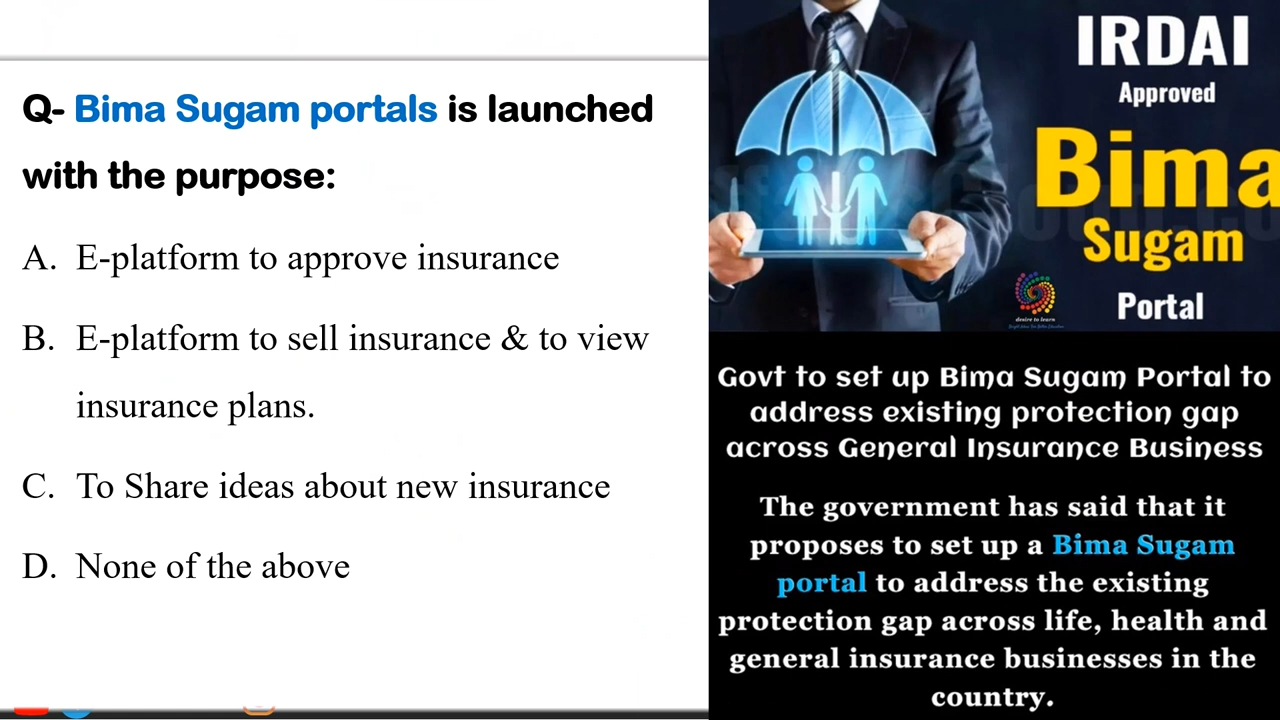 Q- Bima Sugam portals is launched
with the purpose:
A. E-platform to approve insurance
B. E-platform to sell insurance & to view
insurance plans.
C. To Share ideas about new insurance
D. None of the above
IRDAI
Approved
Bima
Sugam
Portal
desire to learn
Govt to set up Bima Sugam Portal to
address existing protection gap
across General Insurance Business
The government has said that it
proposes to set up a Bima Sugam
portal to address the existing
protection gap across life, health and
general insurance businesses in the
country.